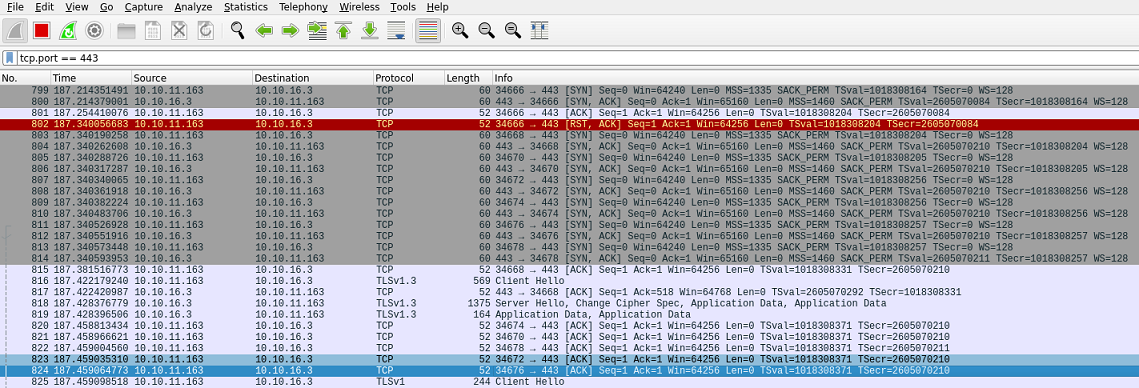 File Edit View Go Capture Analyze Statistics Telephony Wireless Tools Help
tcp.port == 443
No. Time Source Destination Protocol Length Info
799 187.214351491 10.10.11.163 10.10.16.3 TCP 60 34666 → 443 [SYN] Seq=0 Win=64240 Len=0 MSS=1335 SACK_PERM TSval=1018308164 TSecr=0 WS=128
800 187.214379001 10.10.16.3 10.10.11.163 TCP 60 443 → 34666 [SYN, ACK] Seq=0 Ack=1 Win=65160 Len=0 MSS=1460 SACK_PERM TSval=2605070084 TSecr=1018308164 WS=128
801 187.254410076 10.10.11.163 10.10.16.3 TCP 52 34666 → 443 [ACK] Seq=1 Ack=1 Win=64256 Len=0 TSval=1018308204 TSecr=2605070084
802 187.340056683 10.10.11.163 10.10.16.3 TCP 52 34666 → 443 [RST, ACK] Seq=1 Ack=1 Win=64256 Len=0 TSval=1018308204 TSecr=2605070084
803 187.340190258 10.10.11.163 10.10.16.3 TCP 60 34668 → 443 [SYN] Seq=0 Win=64240 Len=0 MSS=1335 SACK_PERM TSval=1018308204 TSecr=0 WS=128
804 187.340262608 10.10.16.3 10.10.11.163 TCP 60 443 → 34668 [SYN, ACK] Seq=0 Ack=1 Win=65160 Len=0 MSS=1460 SACK_PERM TSval=2605070210 TSecr=1018308204 WS=128
805 187.340288726 10.10.11.163 10.10.16.3 TCP 60 34670 → 443 [SYN] Seq=0 Win=64240 Len=0 MSS=1335 SACK_PERM TSval=1018308205 TSecr=0 WS=128
806 187.340317287 10.10.16.3 10.10.11.163 TCP 60 443 → 34670 [SYN, ACK] Seq=0 Ack=1 Win=65160 Len=0 MSS=1460 SACK_PERM TSval=2605070210 TSecr=1018308205 WS=128
807 187.340340065 10.10.11.163 10.10.16.3 TCP 60 34672 → 443 [SYN] Seq=0 Win=64240 Len=0 MSS=1335 SACK_PERM TSval=1018308256 TSecr=0 WS=128
808 187.340361918 10.10.16.3 10.10.11.163 TCP 60 443 → 34672 [SYN, ACK] Seq=0 Ack=1 Win=65160 Len=0 MSS=1460 SACK_PERM TSval=2605070210 TSecr=1018308256 WS=128
809 187.340382224 10.10.11.163 10.10.16.3 TCP 60 34674 → 443 [SYN] Seq=0 Win=64240 Len=0 MSS=1335 SACK_PERM TSval=1018308256 TSecr=0 WS=128
810 187.340483706 10.10.16.3 10.10.11.163 TCP 60 443 → 34674 [SYN, ACK] Seq=0 Ack=1 Win=65160 Len=0 MSS=1460 SACK_PERM TSval=2605070210 TSecr=1018308256 WS=128
811 187.340526928 10.10.11.163 10.10.16.3 TCP 60 34676 → 443 [SYN] Seq=0 Win=64240 Len=0 MSS=1335 SACK_PERM TSval=1018308257 TSecr=0 WS=128
812 187.340551916 10.10.16.3 10.10.11.163 TCP 60 443 → 34676 [SYN, ACK] Seq=0 Ack=1 Win=65160 Len=0 MSS=1460 SACK_PERM TSval=2605070210 TSecr=1018308257 WS=128
813 187.340573448 10.10.11.163 10.10.16.3 TCP 60 34678 → 443 [SYN] Seq=0 Win=64240 Len=0 MSS=1335 SACK_PERM TSval=1018308257 TSecr=0 WS=128
814 187.340593953 10.10.16.3 10.10.11.163 TCP 60 443 → 34678 [SYN, ACK] Seq=0 Ack=1 Win=65160 Len=0 MSS=1460 SACK_PERM TSval=2605070211 TSecr=1018308257 WS=128
815 187.381516773 10.10.11.163 10.10.16.3 TCP 52 34668 → 443 [ACK] Seq=1 Ack=1 Win=64256 Len=0 TSval=1018308331 TSecr=2605070210
816 187.422179240 10.10.11.163 10.10.16.3 TLSv1.3 569 Client Hello
817 187.422420987 10.10.16.3 10.10.11.163 TCP 52 443 → 34668 [ACK] Seq=1 Ack=518 Win=64768 Len=0 TSval=2605070292 TSecr=1018308331
818 187.428376779 10.10.16.3 10.10.11.163 TLSv1.3 1375 Server Hello, Change Cipher Spec, Application Data, Application Data
819 187.428396506 10.10.16.3 10.10.11.163 TLSv1.3 164 Application Data, Application Data
820 187.458813434 10.10.11.163 10.10.16.3 TCP 52 34674 → 443 [ACK] Seq=1 Ack=1 Win=64256 Len=0 TSval=1018308371 TSecr=2605070210
821 187.458966621 10.10.11.163 10.10.16.3 TCP 52 34670 → 443 [ACK] Seq=1 Ack=1 Win=64256 Len=0 TSval=1018308371 TSecr=2605070210
822 187.459004560 10.10.11.163 10.10.16.3 TCP 52 34678 → 443 [ACK] Seq=1 Ack=1 Win=64256 Len=0 TSval=1018308371 TSecr=2605070211
823 187.459035310 10.10.11.163 10.10.16.3 TCP 52 34672 → 443 [ACK] Seq=1 Ack=1 Win=64256 Len=0 TSval=1018308371 TSecr=2605070210
824 187.459064773 10.10.11.163 10.10.16.3 TCP 52 34676 → 443 [ACK] Seq=1 Ack=1 Win=64256 Len=0 TSval=1018308371 TSecr=2605070210
825 187.459098518 10.10.11.163 10.10.16.3 TLSv1 244 Client Hello